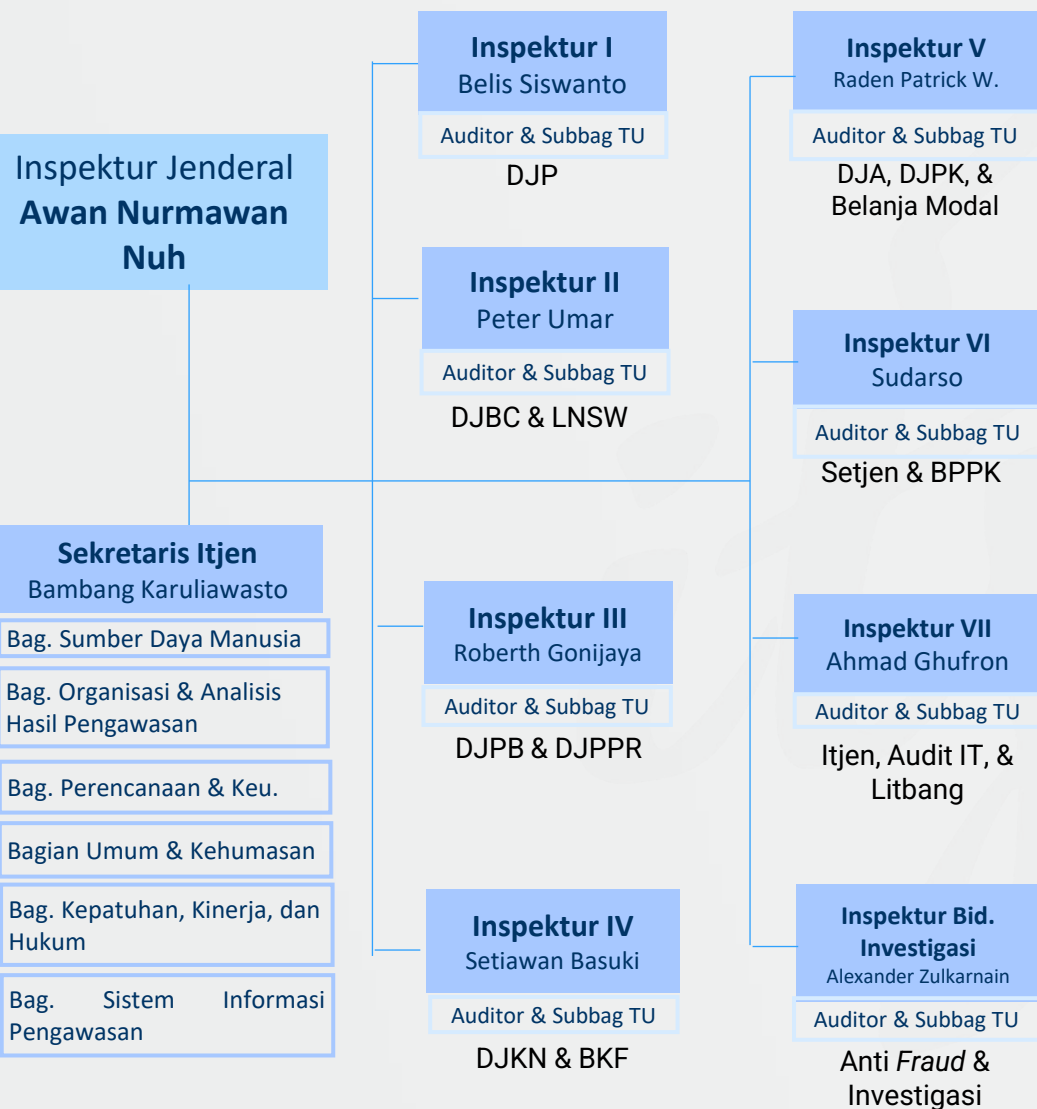 Inspektur Jenderal
Awan Nurmawan
Nuh
Sekretaris Itjen
Bambang Karuliawasto
Bag. Sumber Daya Manusia
Bag. Organisasi & Analisis
Hasil Pengawasan
Bag. Perencanaan & Keu.
Bagian Umum & Kehumasan
Bag. Kepatuhan, Kinerja, dan
Hukum
Bag. Sistem Informasi
Pengawasan
Inspektur I
Belis Siswanto
Auditor & Subbag TU
DJP
Inspektur II
Peter Umar
Auditor & Subbag TU
DJBC & LNSW
Inspektur III
Roberth Gonijaya
Auditor & Subbag TU
DJPB & DJPPR
Inspektur IV
Setiawan Basuki
Auditor & Subbag TU
DJKN & BKF
Inspektur V
Raden Patrick W.
Auditor & Subbag TU
DJA, DJPK, &
Belanja Modal
Inspektur VI
Sudarso
Auditor & Subbag TU
Setjen & BPPK
Inspektur VII
Ahmad Ghufron
Auditor & Subbag TU
Itjen, Audit IT, &
Litbang
Inspektur Bid.
Investigasi
Alexander Zulkarnain
Auditor & Subbag TU
Anti Fraud &
Investigasi